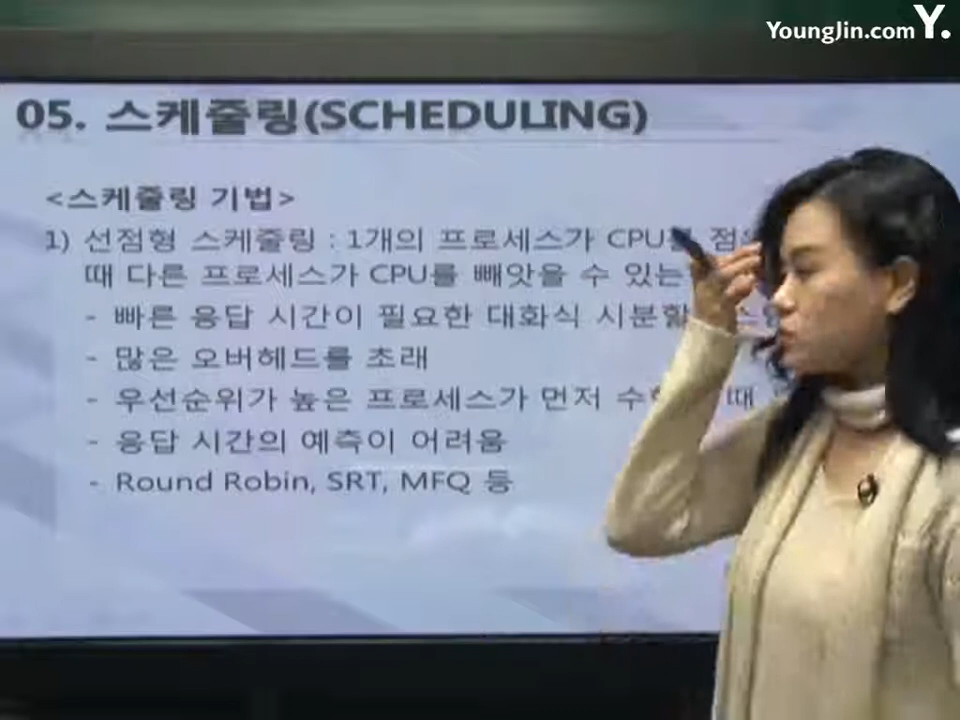 YoungJin.com Y.
05. 스케줄링(SCHEDULING)
<스케줄링 기법>
1) 선점형 스케줄링 : 1개의 프로세스가 CPU를
때 다른 프로세스가 CPU를 빼앗을 수 있는
- 빠른 응답 시간이 필요한 대화식 시분할
- 많은 오버헤드를 초래
- 우선순위가 높은 프로세스가 먼저 때
- 응답 시간의 예측이 어려움
- Round Robin, SRT, MFQ 등